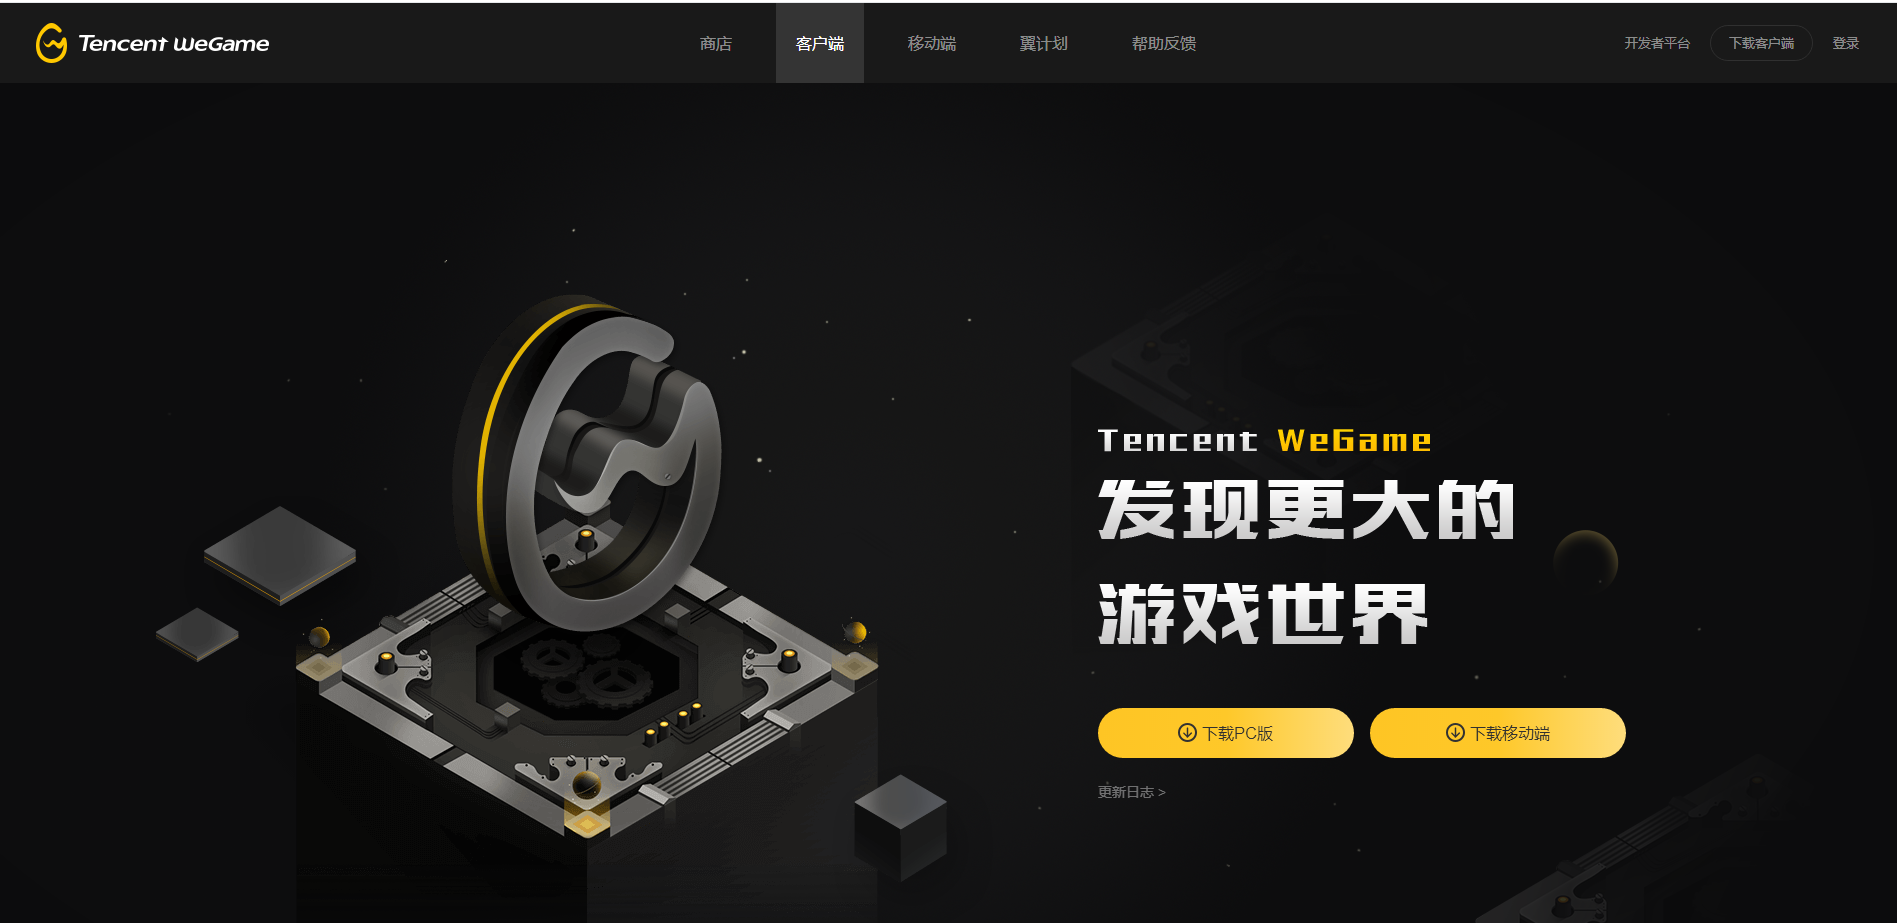 Tencent WeGame
商店 客户端 移动端 翼计划 帮助反馈
开发者平台 下载客户端 登录
Tencent WeGame
发现更大的
游戏世界
下载PC版 下载移动端
更新日志 >